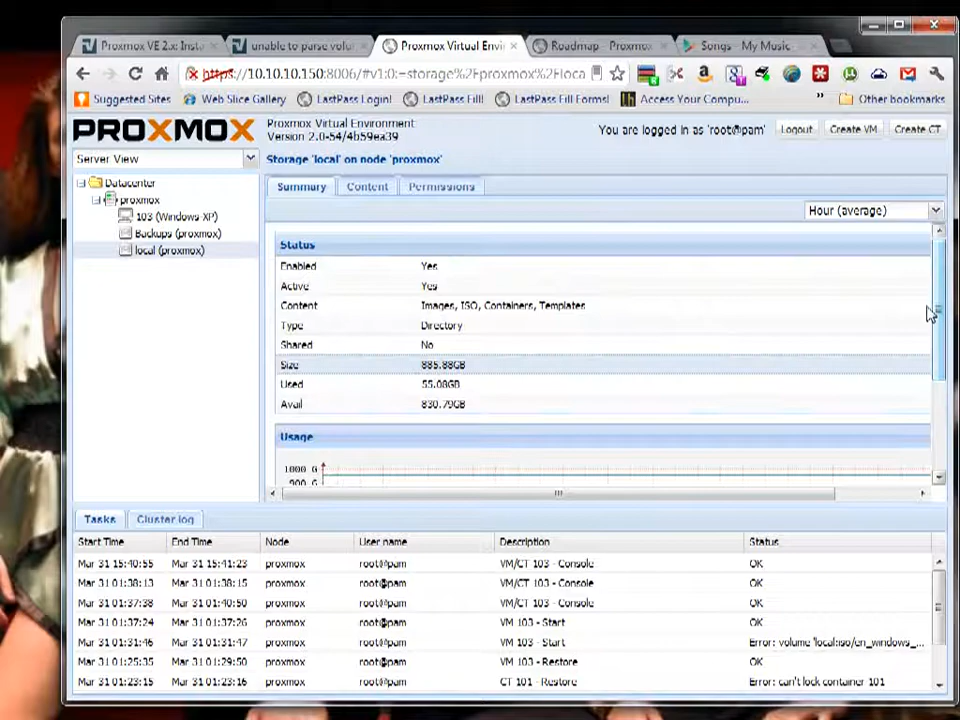 Proxmox VE 2.x: Insta
unable to parse volu
Proxmox Virtual Envir
Roadmap - Proxmox
Songs - My Music
https://10.10.10.150:8006/#v1:0:=storage%2Fproxmox%2Floca
Suggested Sites
Web Slice Gallery
LastPass Login!
LastPass Fill!
LastPass Fill Forms!
Access Your Compu...
»
Other bookmarks
PROXMOX
Proxmox Virtual Environment
Version 2.0-54/4b59ea39
You are logged in as 'root@pam'
Logout
Create VM
Create CT
Server View
Storage 'local' on node 'proxmox'
Datacenter
proxmox
103 (Windows XP)
Backups (proxmox)
local (proxmox)
Summary
Content
Permissions
Hour (average)
Status
Enabled Yes
Active Yes
Content Images, ISO, Containers, Templates
Type Directory
Shared No
Size 885.88GB
Used 55.08GB
Avail 830.79GB
Usage
1000 G
900 G
Tasks
Cluster log
Start Time End Time Node User name Description Status
Mar 31 15:40:55 Mar 31 15:41:23 proxmox root@pam VM/CT 103 - Console OK
Mar 31 01:38:13 Mar 31 01:38:15 proxmox root@pam VM/CT 103 - Console OK
Mar 31 01:37:38 Mar 31 01:40:50 proxmox root@pam VM/CT 103 - Console OK
Mar 31 01:37:24 Mar 31 01:37:26 proxmox root@pam VM 103 - Start OK
Mar 31 01:31:46 Mar 31 01:31:47 proxmox root@pam VM 103 - Start Error: volume 'local:iso/en_windows_...
Mar 31 01:25:35 Mar 31 01:29:50 proxmox root@pam VM 103 - Restore OK
Mar 31 01:23:15 Mar 31 01:23:16 proxmox root@pam CT 101 - Restore Error: can't lock container 101